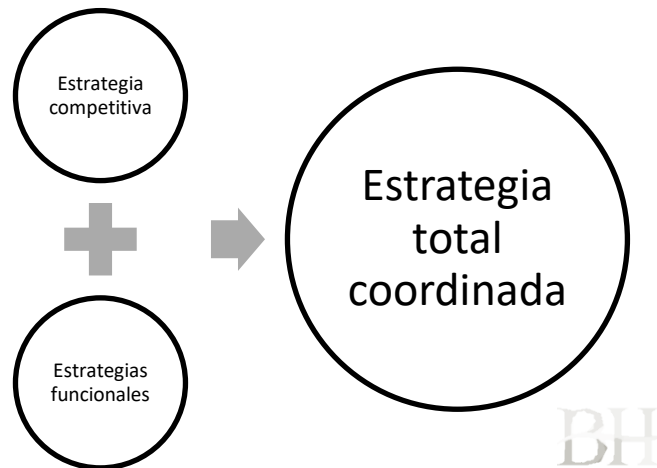 Estrategia
competitiva
Estrategias
funcionales
Estrategia
total
coordinada
BH